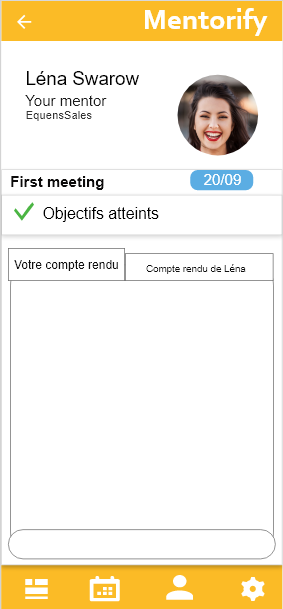 Mentorify
Léna Swarow
Your mentor
EquensSales
First meeting
20/09
Objectifs atteints
Votre compte rendu
Compte rendu de Léna